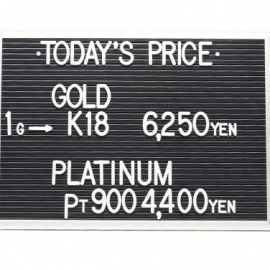 ·TODAY'S PRICE·
GOLD
1G→ K18 6,250YEN
PLATINUM
PT900 4,400YEN